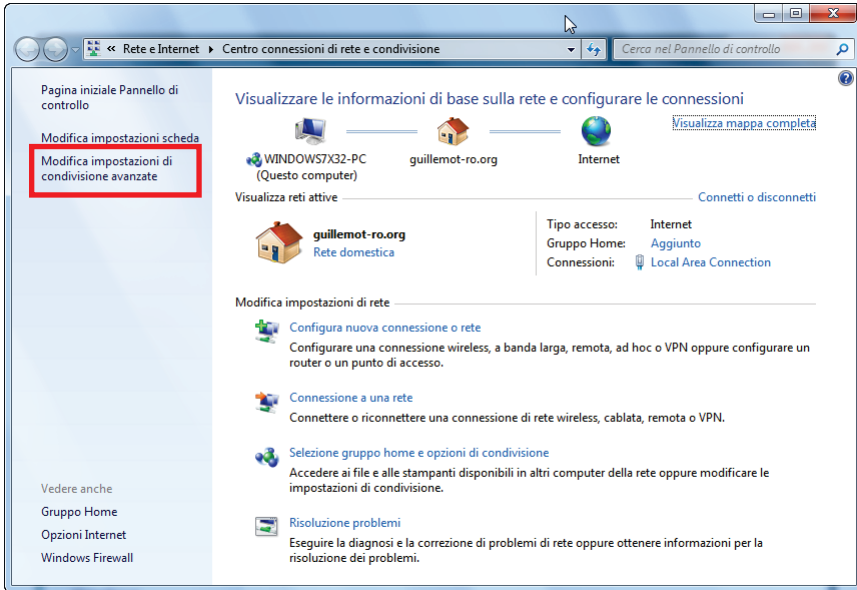 « Rete e Internet Centro connessioni di rete e condivisione Cerca nel Pannello di controllo
Pagina iniziale Pannello di
controllo
Modifica impostazioni scheda
Modifica impostazioni di
condivisione avanzate
Vedere anche
Gruppo Home
Opzioni Internet
Windows Firewall
Visualizzare le informazioni di base sulla rete e configurare le connessioni
Visualizza mappa completa
WINDOWS7X32-PC
(Questo computer)
guillemot-ro.org
Internet
Visualizza reti attive
Connetti o disconnetti
guillemot-ro.org
Rete domestica
Tipo accesso: Internet
Gruppo Home: Aggiunto
Connessioni: Local Area Connection
Modifica impostazioni di rete
Configura nuova connessione o rete
Configurare una connessione wireless, a banda larga, remota, ad hoc o VPN oppure configurare un
router o un punto di accesso.
Connessione a una rete
Connettere o riconnettere una connessione di rete wireless, cablata, remota o VPN.
Selezione gruppo home e opzioni di condivisione
Accedere ai file e alle stampanti disponibili in altri computer della rete oppure modificare le
impostazioni di condivisione.
Risoluzione problemi
Eseguire la diagnosi e la correzione di problemi di rete oppure ottenere informazioni per la
risoluzione dei problemi.